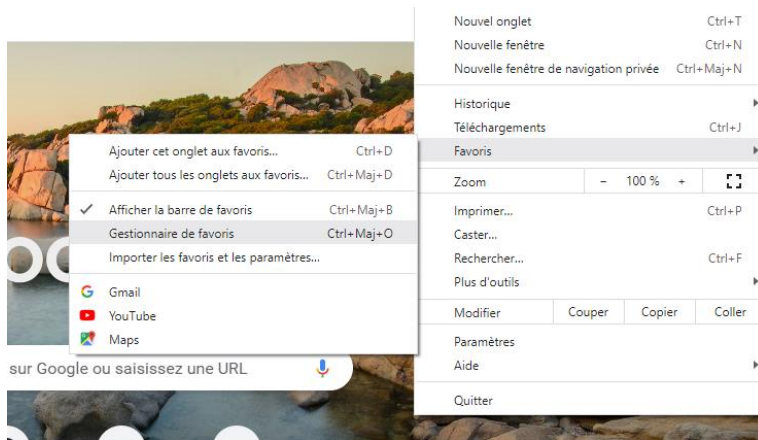 Nouvel onglet Ctrl+T
Nouvelle fenêtre Ctrl+N
Nouvelle fenêtre de navigation privée Ctrl+Maj+N
Historique
Téléchargements Ctrl+J
Favoris
Zoom - 100 % +
Imprimer... Ctrl+P
Caster...
Rechercher... Ctrl+F
Plus d'outils
Modifier Couper Copier Coller
Paramètres
Aide
Quitter
Ajouter cet onglet aux favoris... Ctrl+D
Ajouter tous les onglets aux favoris... Ctrl+Maj+D
Afficher la barre de favoris Ctrl+Maj+B
Gestionnaire de favoris Ctrl+Maj+O
Importer les favoris et les paramètres...
Gmail
YouTube
Maps
sur Google ou saisissez une URL